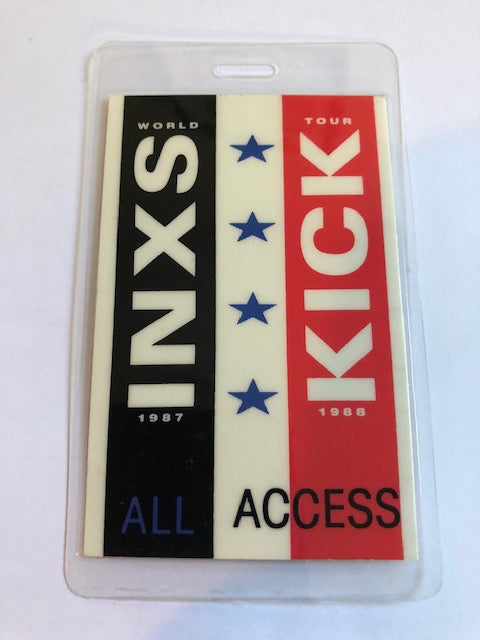 WORLD TOUR
INXS
KICK
1987 1988
ALL ACCESS